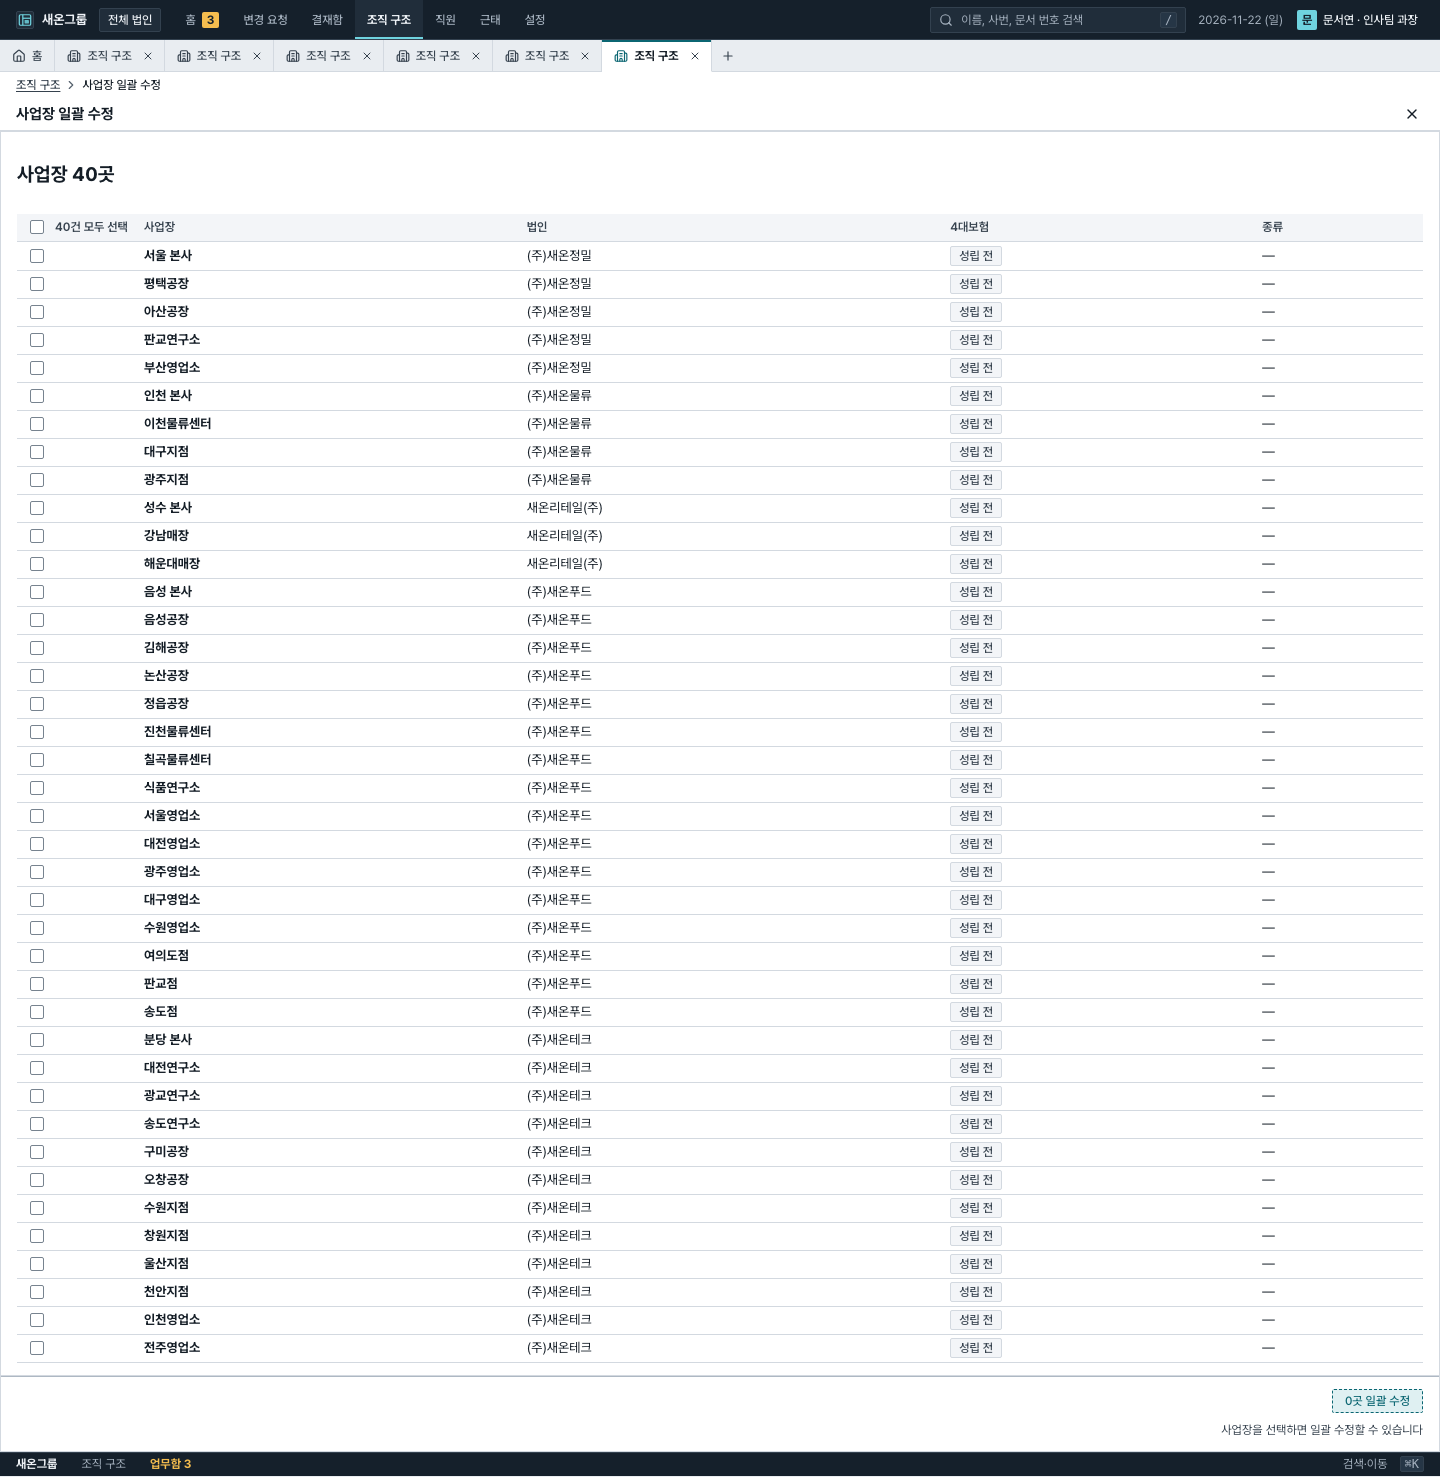 새온그룹 전체 법인 홈 3 변경 요청 결재함 조직 구조 직원 근태 설정 이름, 사번, 문서 번호 검색 / 2026-11-22 (일) 문 문서연 · 인사팀 과장
홈 조직 구조 조직 구조 조직 구조 조직 구조 조직 구조 조직 구조
조직 구조 사업장 일괄 수정
사업장 일괄 수정
사업장 40곳
40건 모두 선택 사업장 법인 4대보험 종류
서울 본사 (주)새온정밀 성립 전 —
평택공장 (주)새온정밀 성립 전 —
아산공장 (주)새온정밀 성립 전 —
판교연구소 (주)새온정밀 성립 전 —
부산영업소 (주)새온정밀 성립 전 —
인천 본사 (주)새온물류 성립 전 —
이천물류센터 (주)새온물류 성립 전 —
대구지점 (주)새온물류 성립 전 —
광주지점 (주)새온물류 성립 전 —
성수 본사 새온리테일(주) 성립 전 —
강남매장 새온리테일(주) 성립 전 —
해운대매장 새온리테일(주) 성립 전 —
음성 본사 (주)새온푸드 성립 전 —
음성공장 (주)새온푸드 성립 전 —
김해공장 (주)새온푸드 성립 전 —
논산공장 (주)새온푸드 성립 전 —
정읍공장 (주)새온푸드 성립 전 —
진천물류센터 (주)새온푸드 성립 전 —
칠곡물류센터 (주)새온푸드 성립 전 —
식품연구소 (주)새온푸드 성립 전 —
서울영업소 (주)새온푸드 성립 전 —
대전영업소 (주)새온푸드 성립 전 —
광주영업소 (주)새온푸드 성립 전 —
대구영업소 (주)새온푸드 성립 전 —
수원영업소 (주)새온푸드 성립 전 —
여의도점 (주)새온푸드 성립 전 —
판교점 (주)새온푸드 성립 전 —
송도점 (주)새온푸드 성립 전 —
분당 본사 (주)새온테크 성립 전 —
대전연구소 (주)새온테크 성립 전 —
광교연구소 (주)새온테크 성립 전 —
송도연구소 (주)새온테크 성립 전 —
구미공장 (주)새온테크 성립 전 —
오창공장 (주)새온테크 성립 전 —
수원지점 (주)새온테크 성립 전 —
창원지점 (주)새온테크 성립 전 —
울산지점 (주)새온테크 성립 전 —
천안지점 (주)새온테크 성립 전 —
인천영업소 (주)새온테크 성립 전 —
전주영업소 (주)새온테크 성립 전 —
0곳 일괄 수정
사업장을 선택하면 일괄 수정할 수 있습니다
새온그룹 조직 구조 업무함 3 검색·이동 ⌘K